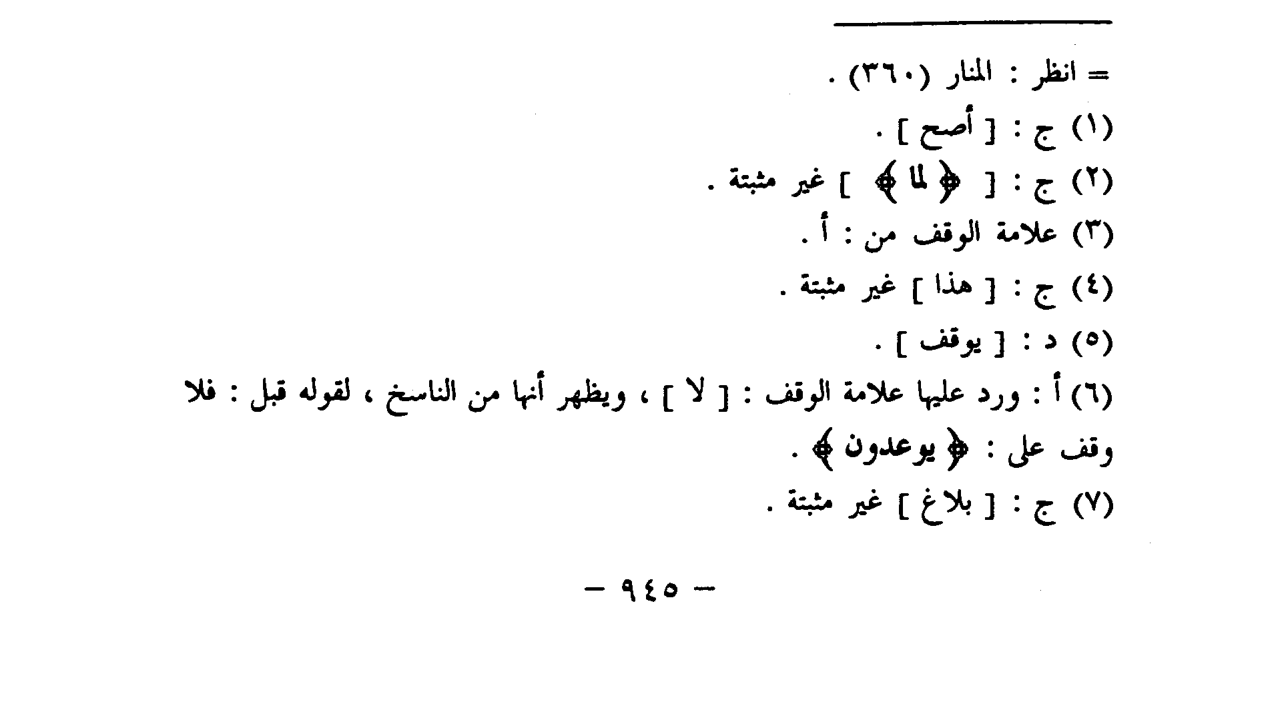 = انظر : المنار (٣٦٠) .
(١) ج : [ أصح ] .
(٢) ج : [ ﴿ لما ﴾ ] غير مثبتة .
(٣) علامة الوقف من : أ .
(٤) ج : [ هذا ] غير مثبتة .
(٥) د : [ يوقف ] .
(٦) أ : ورد عليها علامة الوقف : [ لا ] ، ويظهر أنها من الناسخ ، لقوله قبل : فلا
وقف على : ﴿ يوعدون ﴾ .
(٧) ج : [ بلاغ ] غير مثبتة .
– ٩٤٥ –